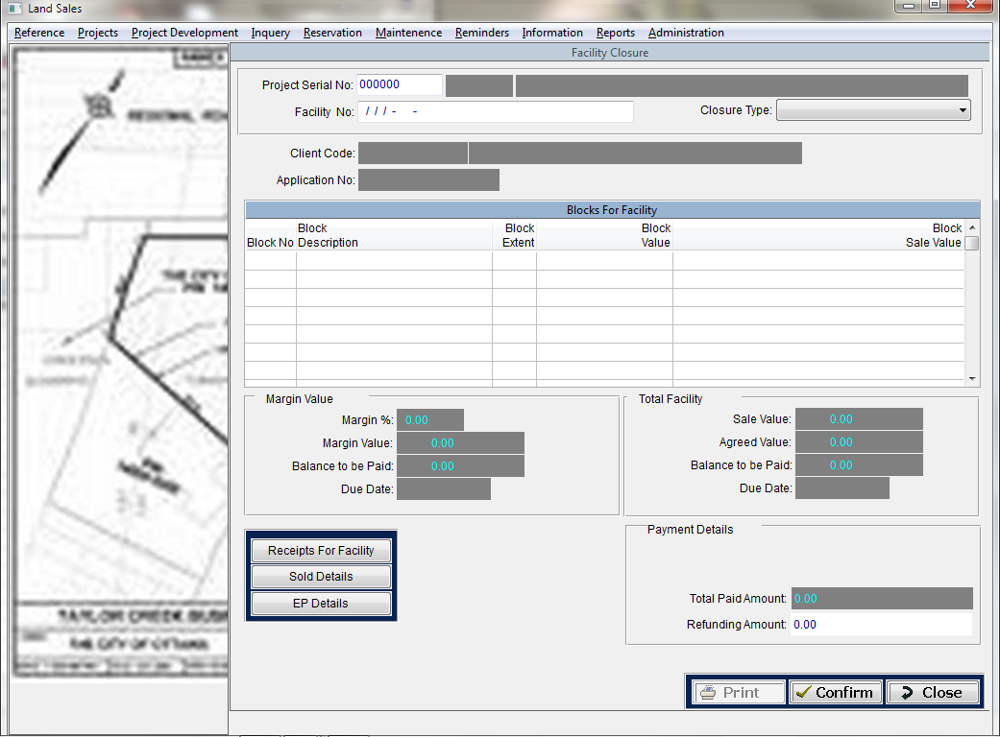 Land Sales
Reference Projects Project Development Inquery Reservation Maintenence Reminders Information Reports Administration
Facility Closure
Project Serial No: 000000
Facility No: / / / - -
Closure Type:
Client Code:
Application No:
Blocks For Facility
Block No Block Description Block Extent Block Value Block Sale Value
Margin Value
Margin %: 0.00
Margin Value: 0.00
Balance to be Paid: 0.00
Due Date:
Total Facility
Sale Value: 0.00
Agreed Value: 0.00
Balance to be Paid: 0.00
Due Date:
Receipts For Facility
Sold Details
EP Details
Payment Details
Total Paid Amount: 0.00
Refunding Amount: 0.00
Print Confirm Close
THE CITY OF OTTAWA